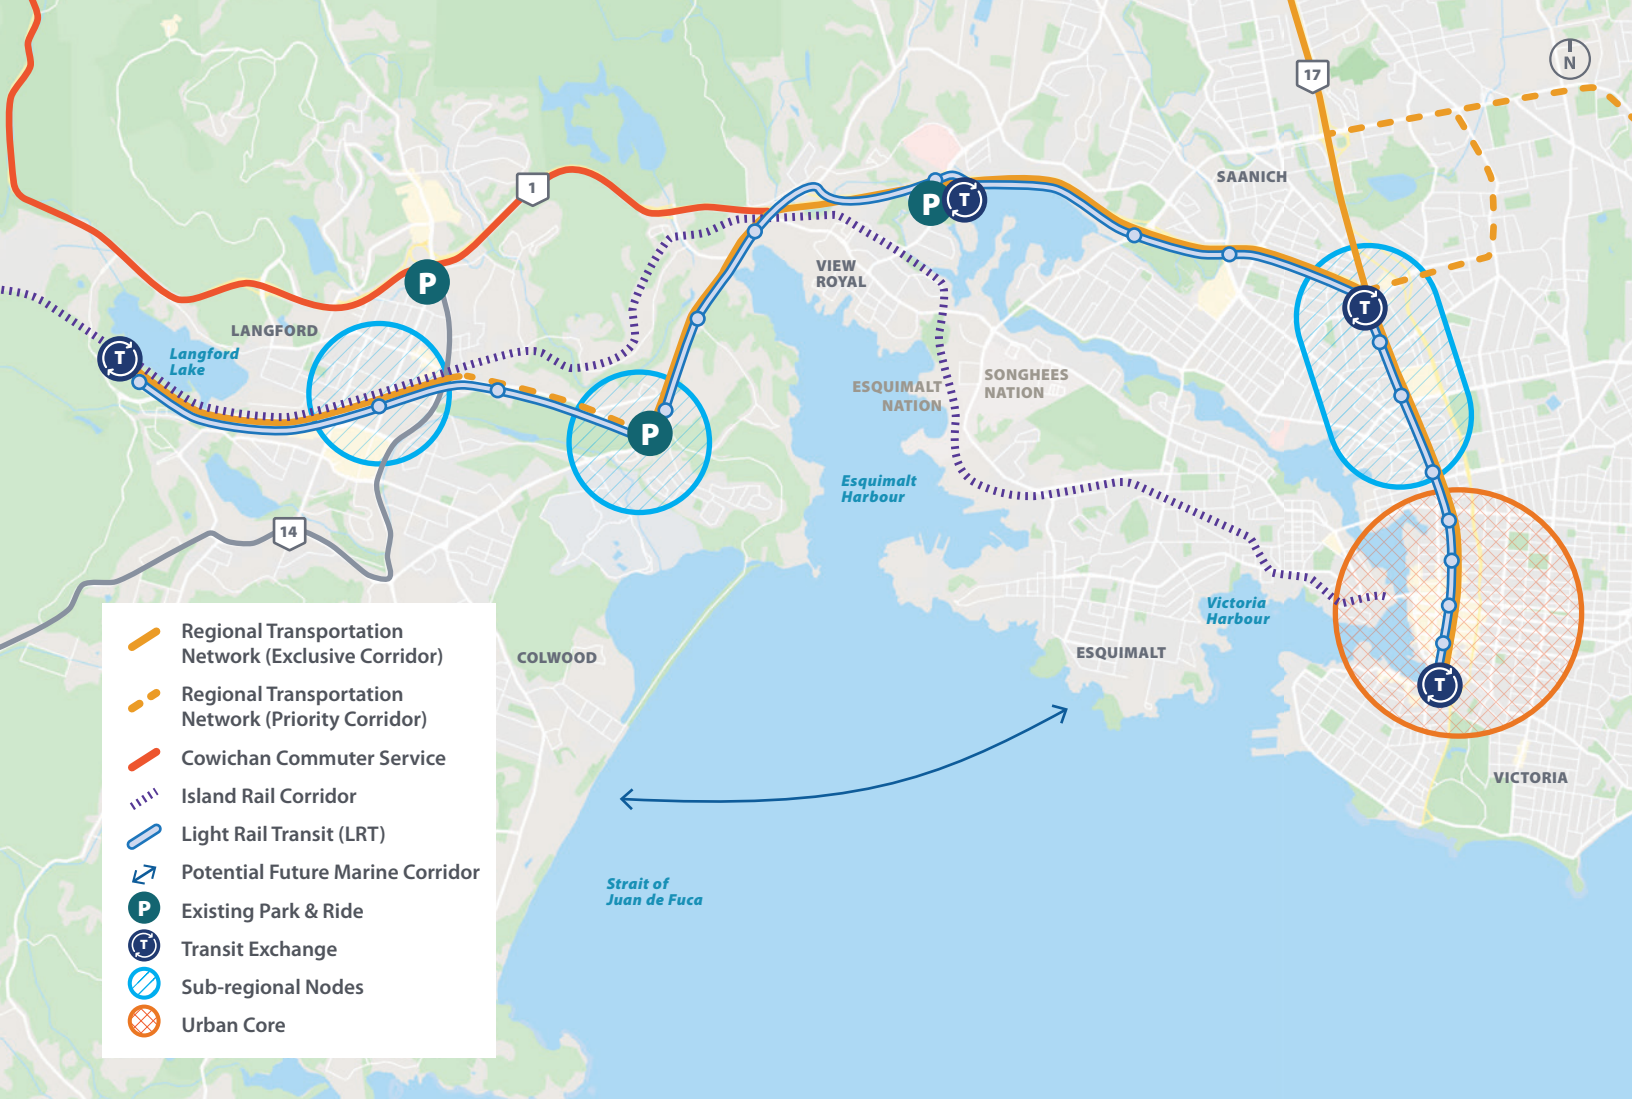 17
N
SAANICH
1
P
P
T
VIEW
ROYAL
P
T
LANGFORD
T
Langford
Lake
ESQUIMALT
NATION
SONGHEES
NATION
P
Esquimalt
Harbour
14
Victoria
Harbour
ESQUIMALT
COLWOOD
T
VICTORIA
Strait of
Juan de Fuca
Regional Transportation
Network (Exclusive Corridor)
Regional Transportation
Network (Priority Corridor)
Cowichan Commuter Service
Island Rail Corridor
Light Rail Transit (LRT)
Potential Future Marine Corridor
P Existing Park & Ride
T Transit Exchange
Sub-regional Nodes
Urban Core